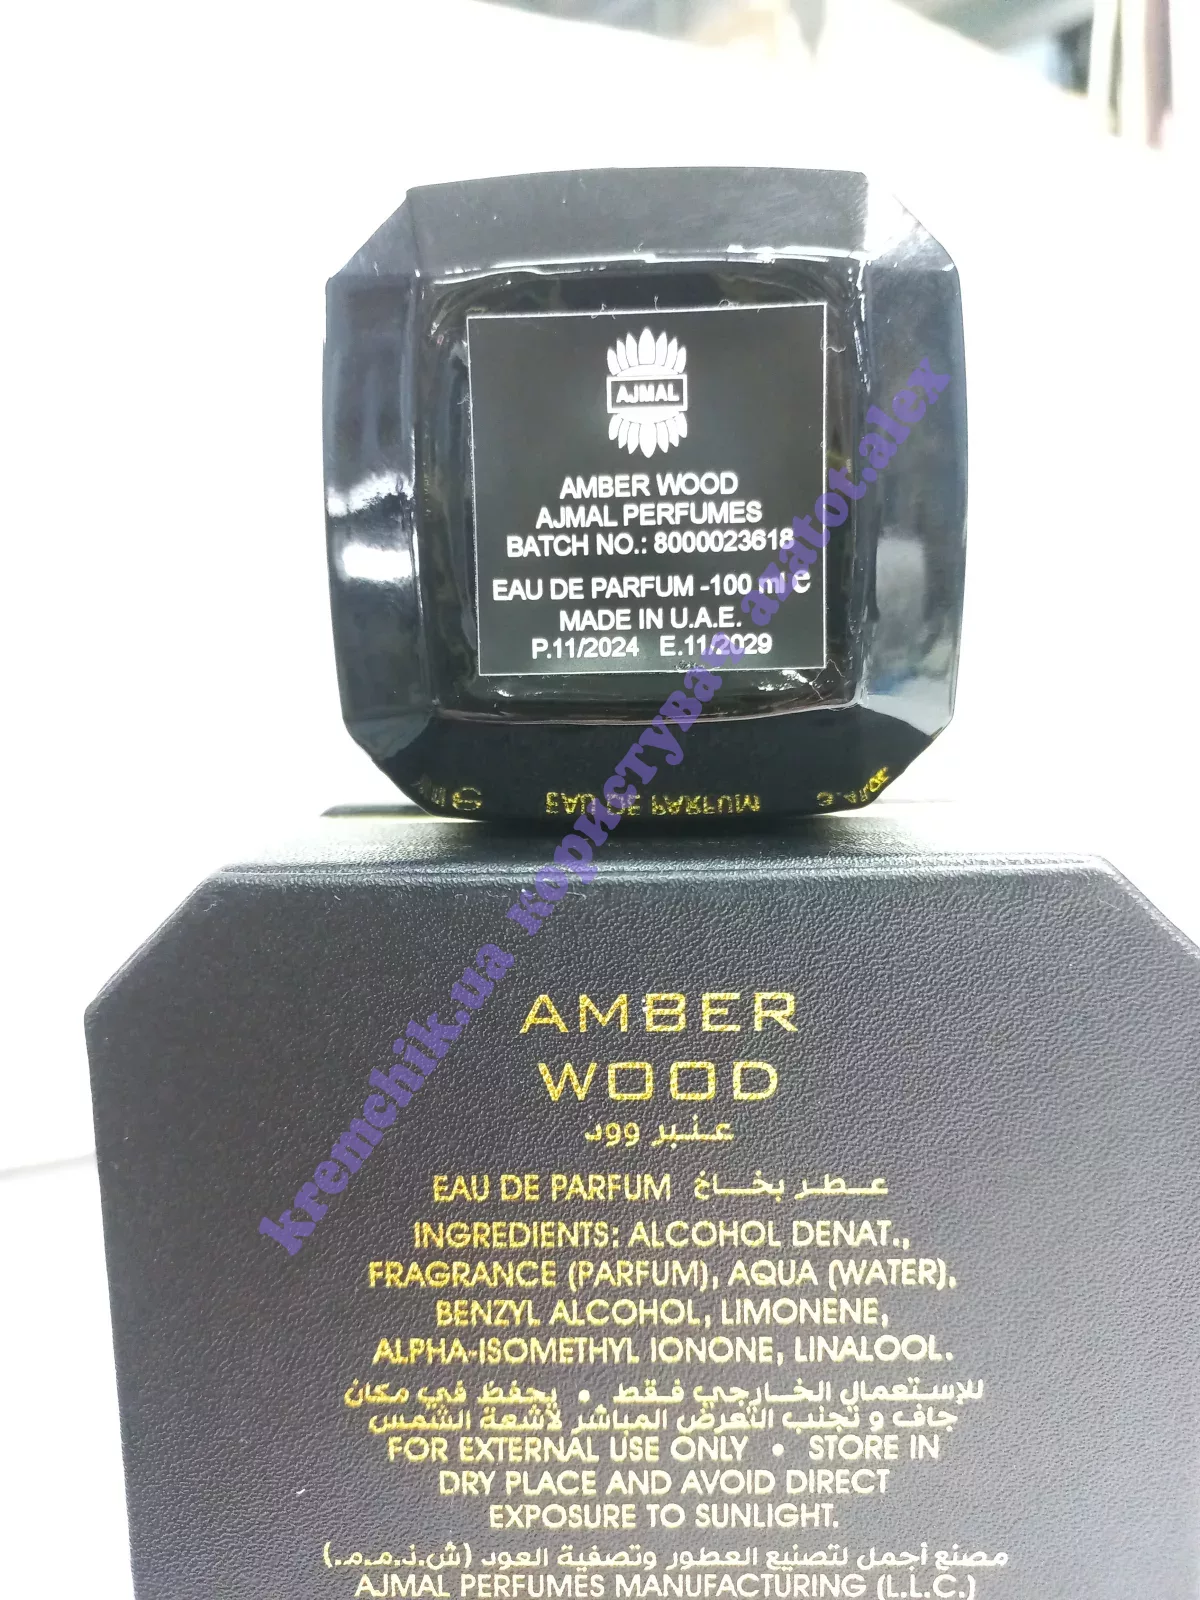 AJMAL
AMBER WOOD
AJMAL PERFUMES
BATCH NO.: 8000023618
EAU DE PARFUM -100 ml e
MADE IN U.A.E.
P.11/2024 E.11/2029
EAU DE PARFUM
kremchik.ua користувач azatot.alex
AMBER
WOOD
عنبر وود
EAU DE PARFUM عطر بخاخ
INGREDIENTS: ALCOHOL DENAT.,
FRAGRANCE (PARFUM), AQUA (WATER),
BENZYL ALCOHOL, LIMONENE,
ALPHA-ISOMETHYL IONONE, LINALOOL.
للإستعمال الخارجي فقط • يحفظ في مكان
جاف و تجنب التعرض المباشر لأشعة الشمس
FOR EXTERNAL USE ONLY • STORE IN
DRY PLACE AND AVOID DIRECT
EXPOSURE TO SUNLIGHT.
مصنع أجمل لتصنيع العطور وتصفية العود (ش.ذ.م.م.)
AJMAL PERFUMES MANUFACTURING (L.L.C.)